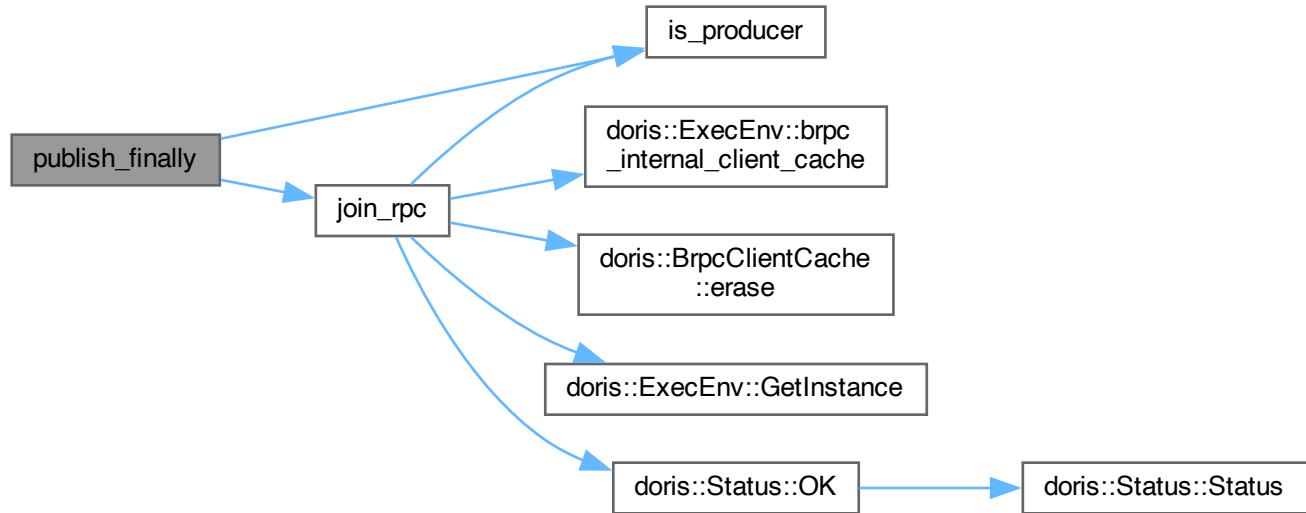 is_producer
doris::ExecEnv::brpc
_internal_client_cache
publish_finally
join_rpc
doris::BrpcClientCache
::erase
doris::ExecEnv::GetInstance
doris::Status::OK
doris::Status::Status